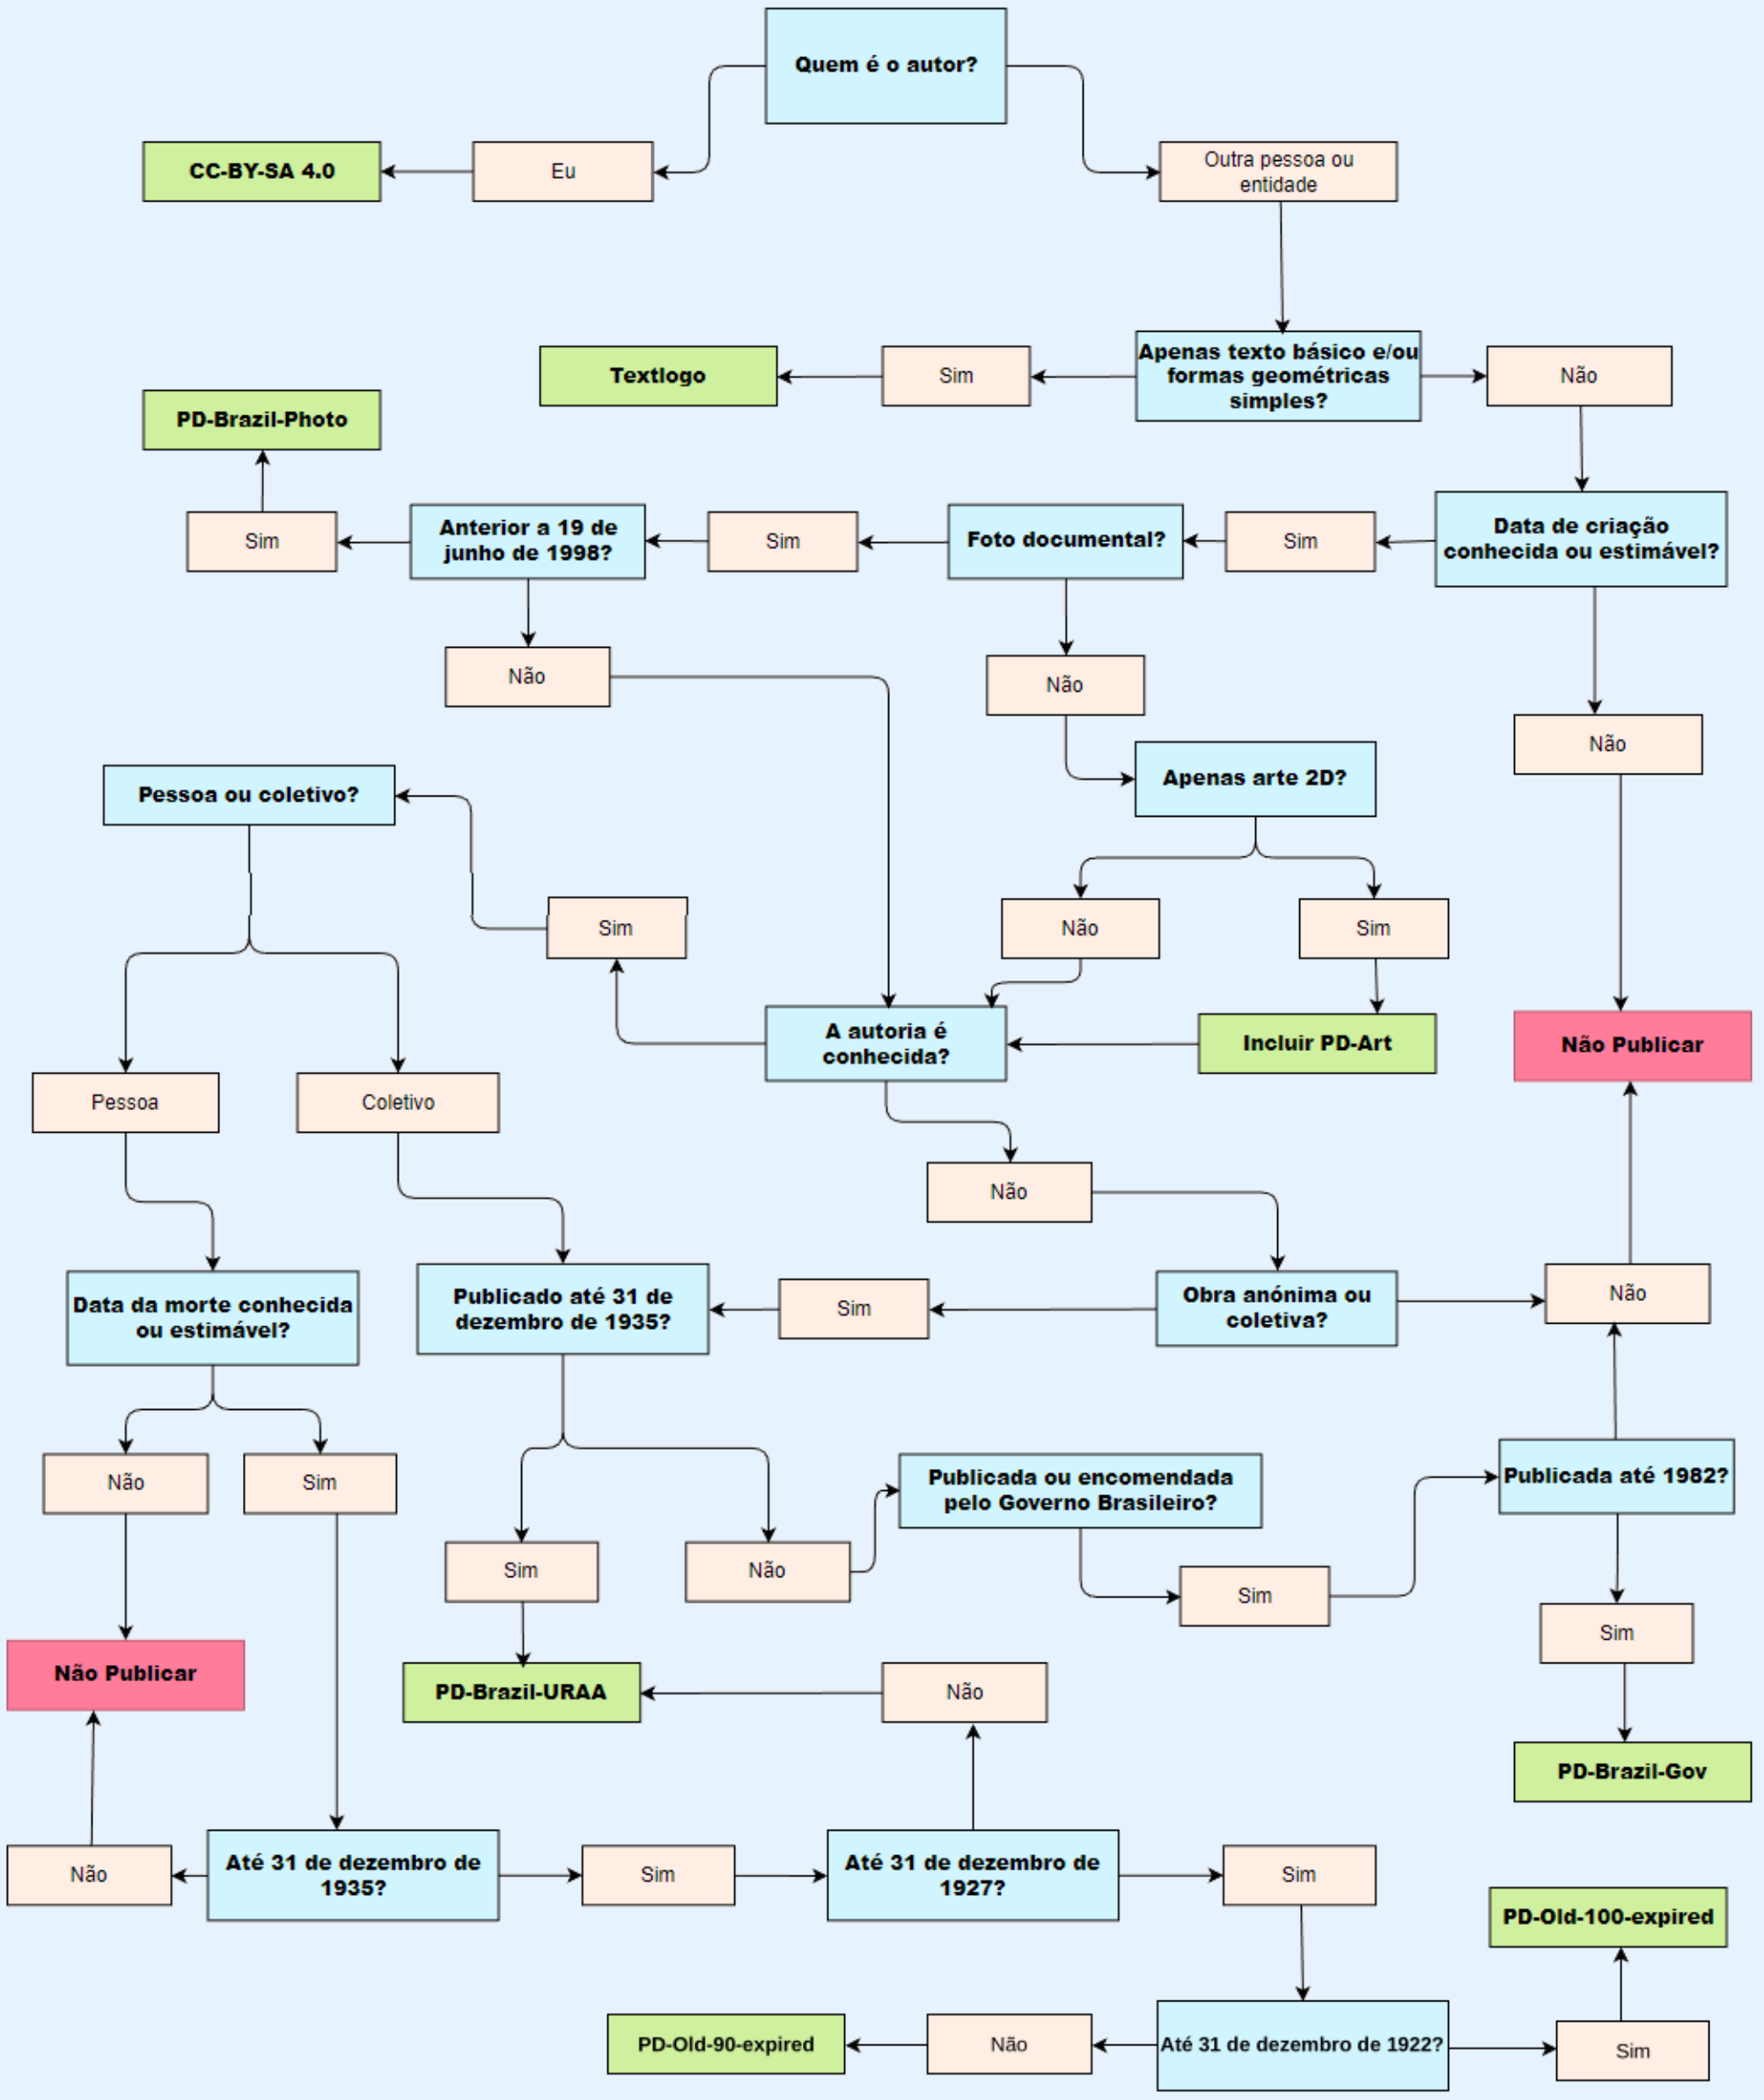 Quem é o autor?
CC-BY-SA 4.0
Eu
Outra pessoa ou
entidade
Textlogo
Sim
Apenas texto básico e/ou
formas geométricas
simples?
Não
PD-Brazil-Photo
Sim
Anterior a 19 de
junho de 1998?
Sim
Foto documental?
Sim
Data de criação
conhecida ou estimável?
Não
Não
Não
Pessoa ou coletivo?
Apenas arte 2D?
Sim
Não
Sim
A autoria é
conhecida?
Incluir PD-Art
Não Publicar
Pessoa
Coletivo
Não
Data da morte conhecida
ou estimável?
Publicado até 31 de
dezembro de 1935?
Sim
Obra anónima ou
coletiva?
Não
Não
Sim
Publicada ou encomendada
pelo Governo Brasileiro?
Publicada até 1982?
Sim
Não
Sim
Sim
Não Publicar
PD-Brazil-URAA
Não
PD-Brazil-Gov
Não
Até 31 de dezembro de
1935?
Sim
Até 31 de dezembro de
1927?
Sim
PD-Old-100-expired
PD-Old-90-expired
Não
Até 31 de dezembro de 1922?
Sim